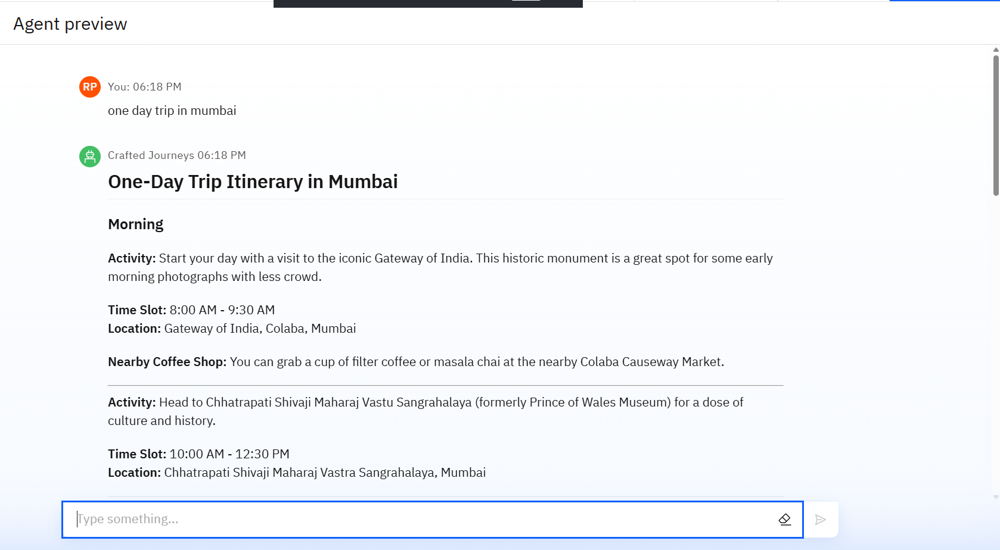 Agent preview
RP
You: 06:18 PM
one day trip in mumbai
Crafted Journeys 06:18 PM
One-Day Trip Itinerary in Mumbai
Morning
Activity: Start your day with a visit to the iconic Gateway of India. This historic monument is a great spot for some early
morning photographs with less crowd.
Time Slot: 8:00 AM - 9:30 AM
Location: Gateway of India, Colaba, Mumbai
Nearby Coffee Shop: You can grab a cup of filter coffee or masala chai at the nearby Colaba Causeway Market.
Activity: Head to Chhatrapati Shivaji Maharaj Vastu Sangrahalaya (formerly Prince of Wales Museum) for a dose of
culture and history.
Time Slot: 10:00 AM - 12:30 PM
Location: Chhatrapati Shivaji Maharaj Vastra Sangrahalaya, Mumbai
Type something...